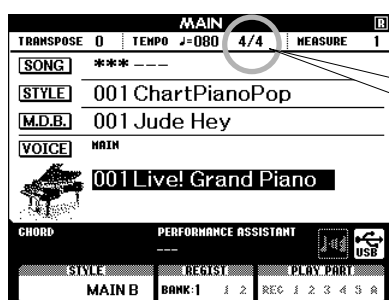 MAIN R
TRANSPOSE 0 TEMPO ♩=080 4/4 MEASURE 1
SONG *** ---
STYLE 001 ChartPianoPop
M.D.B. 001 Jude Hey
VOICE MAIN
001 Live! Grand Piano
CHORD PERFORMANCE ASSISTANT
---
USB
STYLE REGIST PLAY PART
MAIN B BANK:1 1 2 REC 1 2 3 4 5 A